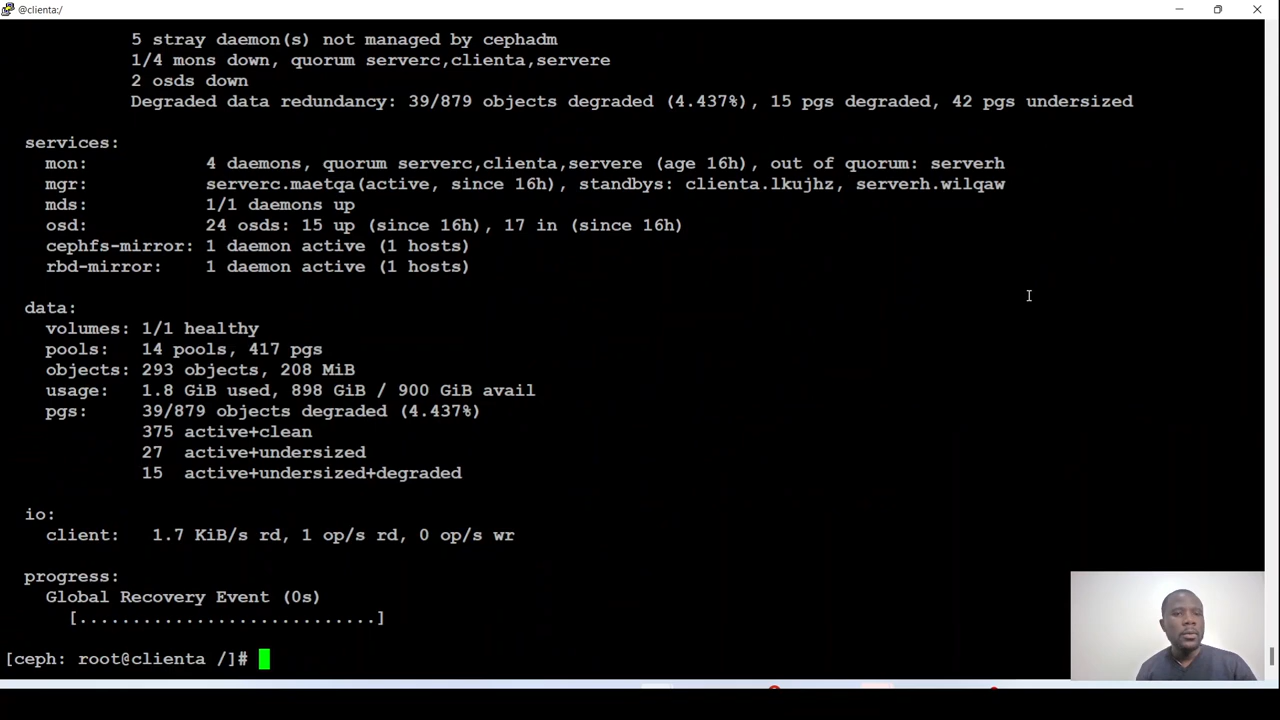 @clienta:/
5 stray daemon(s) not managed by cephadm
1/4 mons down, quorum serverc,clienta,servere
2 osds down
Degraded data redundancy: 39/879 objects degraded (4.437%), 15 pgs degraded, 42 pgs undersized
services:
mon: 4 daemons, quorum serverc,clienta,servere (age 16h), out of quorum: serverh
mgr: serverc.maetqa(active, since 16h), standbys: clienta.lkujhz, serverh.wilqaw
mds: 1/1 daemons up
osd: 24 osds: 15 up (since 16h), 17 in (since 16h)
cephfs-mirror: 1 daemon active (1 hosts)
rbd-mirror: 1 daemon active (1 hosts)
data:
volumes: 1/1 healthy
pools: 14 pools, 417 pgs
objects: 293 objects, 208 MiB
usage: 1.8 GiB used, 898 GiB / 900 GiB avail
pgs: 39/879 objects degraded (4.437%)
375 active+clean
27 active+undersized
15 active+undersized+degraded
io:
client: 1.7 KiB/s rd, 1 op/s rd, 0 op/s wr
progress:
Global Recovery Event (0s)
[............................]
[ceph: root@clienta /]#